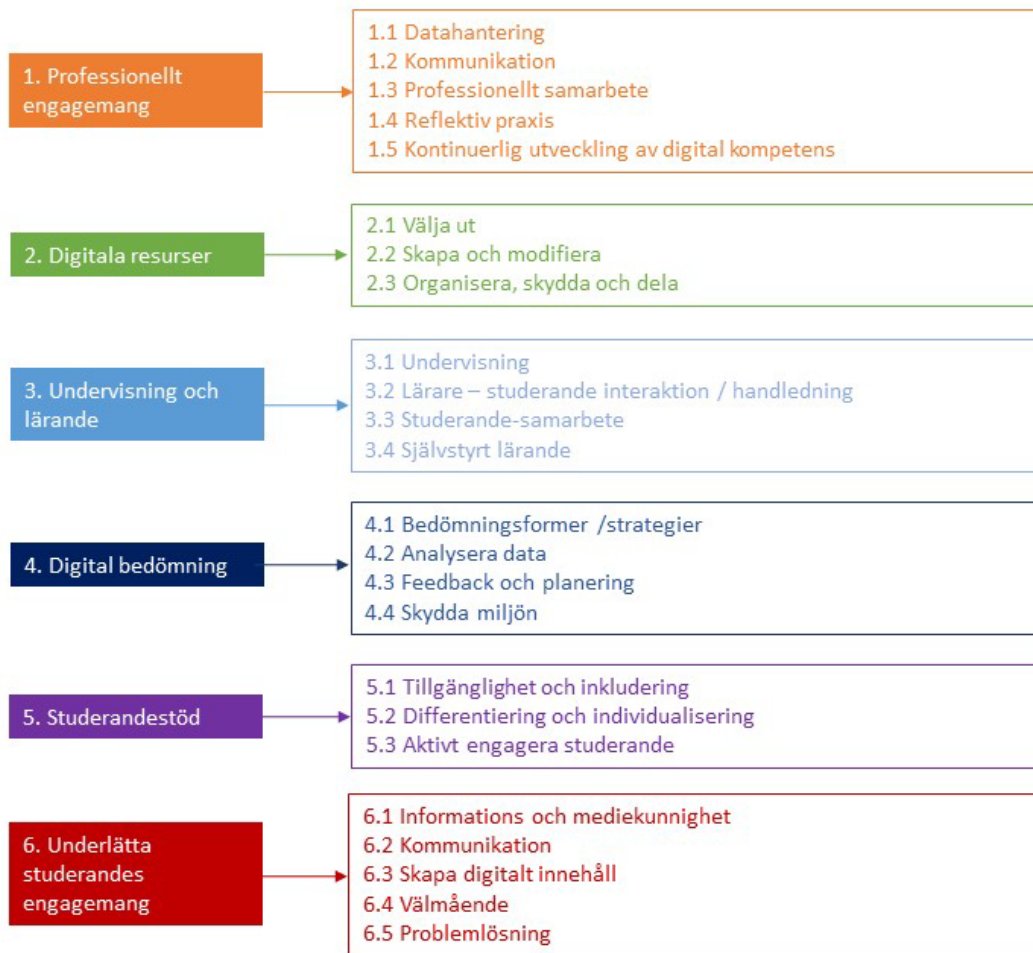 1. Professionellt
engagemang
1.1 Datahantering
1.2 Kommunikation
1.3 Professionellt samarbete
1.4 Reflektiv praxis
1.5 Kontinuerlig utveckling av digital kompetens
2. Digitala resurser
2.1 Välja ut
2.2 Skapa och modifiera
2.3 Organisera, skydda och dela
3. Undervisning och
lärande
3.1 Undervisning
3.2 Lärare – studerande interaktion / handledning
3.3 Studerande-samarbete
3.4 Självstyrt lärande
4. Digital bedömning
4.1 Bedömningsformer /strategier
4.2 Analysera data
4.3 Feedback och planering
4.4 Skydda miljön
5. Studerandestöd
5.1 Tillgänglighet och inkludering
5.2 Differentiering och individualisering
5.3 Aktivt engagera studerande
6. Underlätta
studerandes
engagemang
6.1 Informations och mediekunnighet
6.2 Kommunikation
6.3 Skapa digitalt innehåll
6.4 Välmående
6.5 Problemlösning